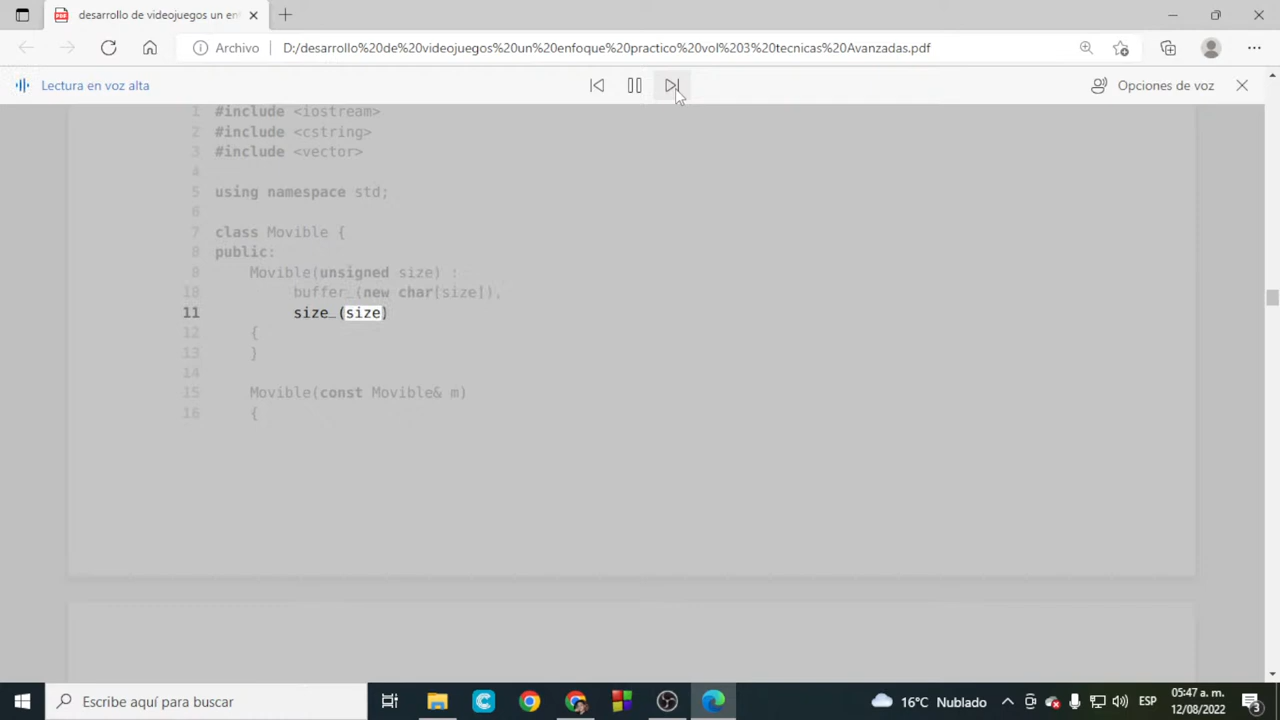 desarrollo de videojuegos un en
Archivo D:/desarrollo%20de%20videojuegos%20un%20enfoque%20practico%20vol%203%20tecnicas%20Avanzadas.pdf
Lectura en voz alta
Opciones de voz
1 #include <iostream>
2 #include <cstring>
3 #include <vector>
4
5 using namespace std;
6
7 class Movible {
8 public:
9 Movible(unsigned size) :
10 buffer_(new char[size]),
11 size_(size)
12 {
13 }
14
15 Movible(const Movible& m)
16 {
Escribe aquí para buscar
16°C Nublado
ESP
05:47 a. m.
12/08/2022
3